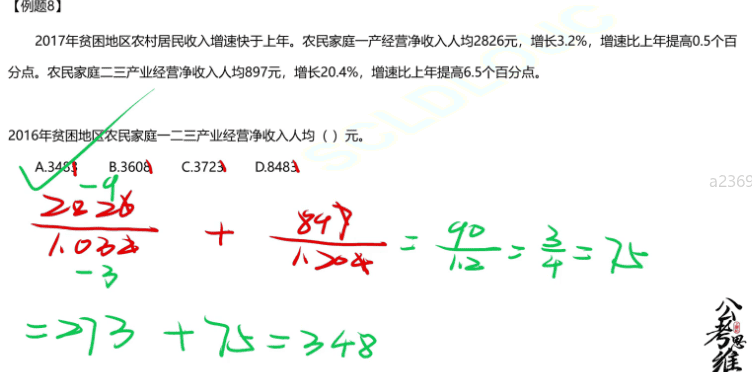 【例题8】
2017年贫困地区农村居民收入增速快于上年。农民家庭一产经营净收入人均2826元，增长3.2%，增速比上年提高0.5个百
分点。农民家庭二三产业经营净收入人均897元，增长20.4%，增速比上年提高6.5个百分点。
2016年贫困地区农民家庭一二三产业经营净收入人均（ ）元。
A.3483 B.3608 C.3723 D.8483
-9
2826/1.032 + 897/1.204 = 90/1.2 = 3/4 = 75
-3
=273 +75=348
a2369
公考思维